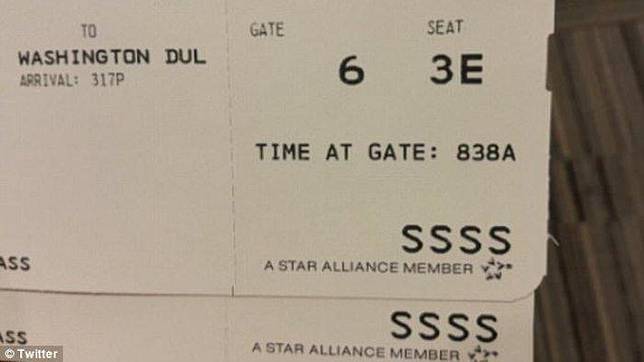 TO
WASHINGTON DUL
ARRIVAL: 317P
GATE
6
SEAT
3E
TIME AT GATE: 838A
SSSS
ASS
A STAR ALLIANCE MEMBER
SSSS
ASS
A STAR ALLIANCE MEMBER
© Twitter